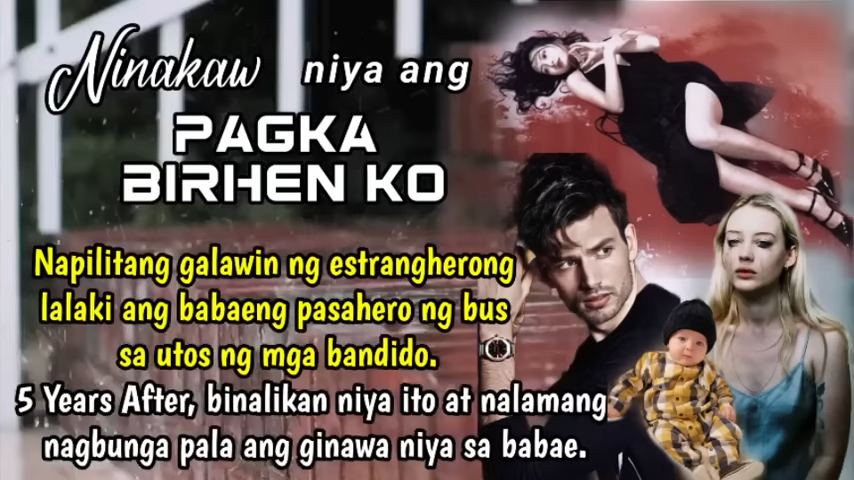 Ninakaw niya ang
PAGKA
BIRHEN KO
Napilitang galawin ng estrangherong
lalaki ang babaeng pasahero ng bus
sa utos ng mga bandido.
5 Years After, binalikan niya ito at nalamang
nagbunga pala ang ginawa niya sa babae.